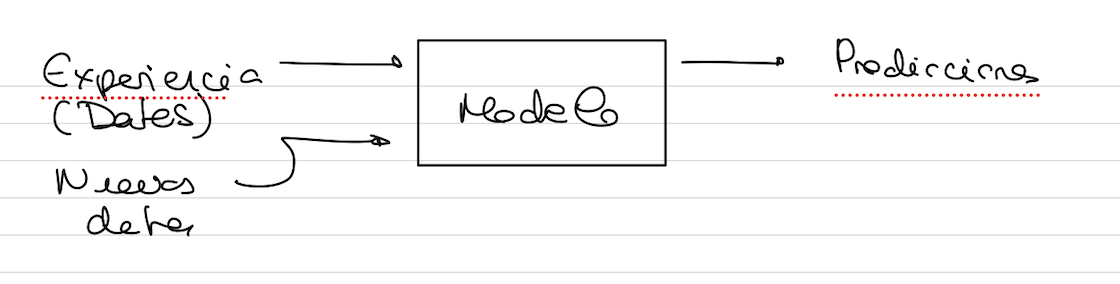 Experiencia
(Datos)
Nuevos
datos
Modelo
Predicciones